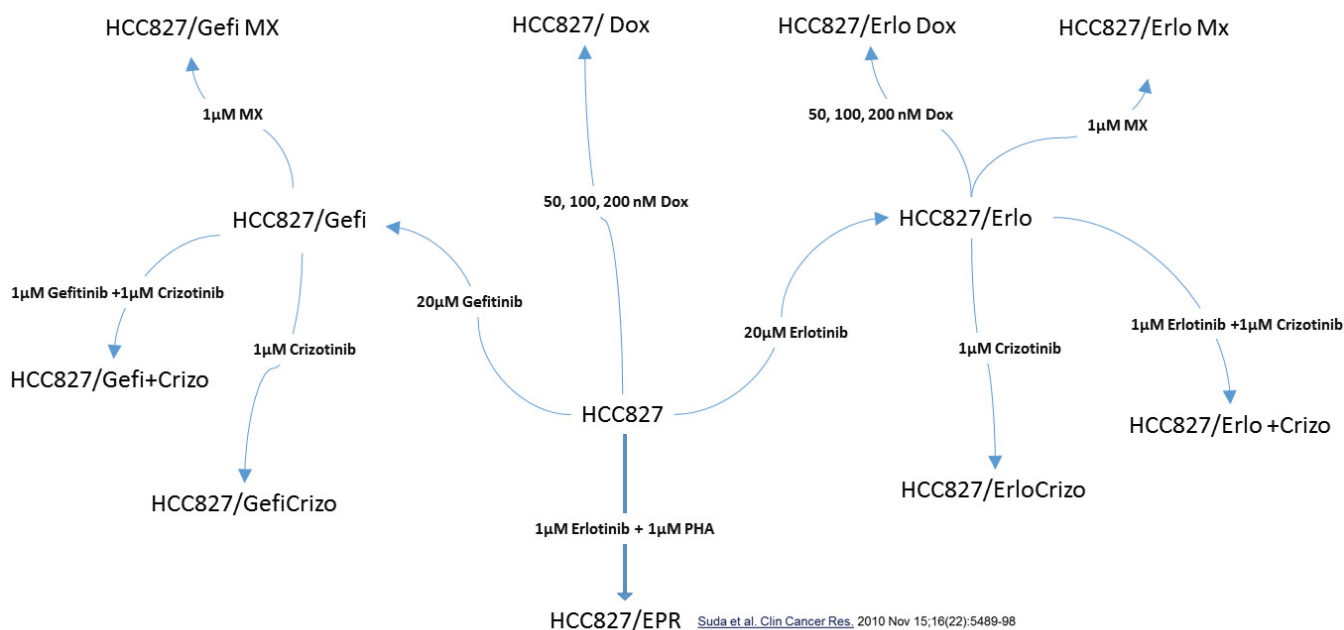 HCC827/Gefi MX
HCC827/ Dox
HCC827/Erlo Dox
HCC827/Erlo Mx
1µM MX
50, 100, 200 nM Dox
1µM MX
50, 100, 200 nM Dox
HCC827/Gefi
HCC827/Erlo
1µM Gefitinib +1µM Crizotinib
20µM Gefitinib
20µM Erlotinib
1µM Erlotinib +1µM Crizotinib
1µM Crizotinib
1µM Crizotinib
HCC827/Gefi+Crizo
HCC827
HCC827/Erlo +Crizo
HCC827/GefiCrizo
HCC827/ErloCrizo
1µM Erlotinib + 1µM PHA
HCC827/EPR
Suda et al. Clin Cancer Res. 2010 Nov 15;16(22):5489-98